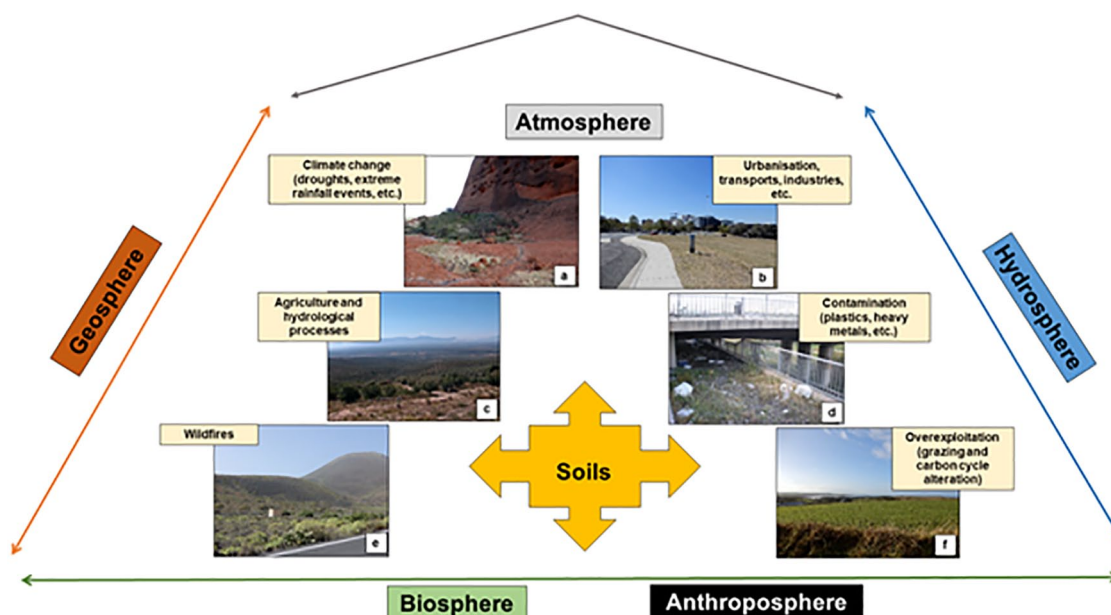 Atmosphere
Climate change
(droughts, extreme
rainfall events, etc.)
a
Urbanisation,
transports, industries,
etc.
b
Geosphere
Hydrosphere
Agriculture and
hydrological
processes
c
Contamination
(plastics, heavy
metals, etc.)
d
Wildfires
e
Soils
Overexploitation
(grazing and
carbon cycle
alteration)
f
Biosphere
Anthroposphere